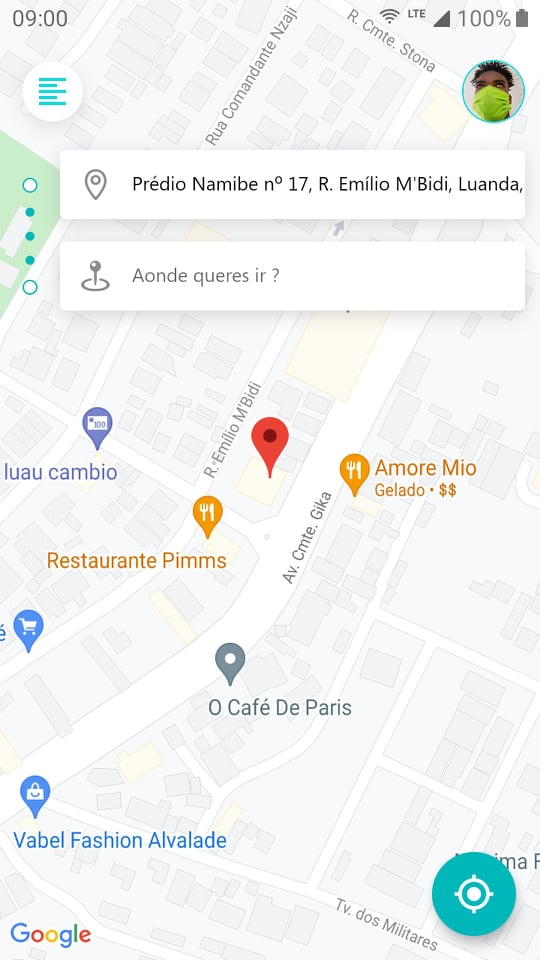 09:00
LTE
100%
R. Cmte. Stona
Rua Comandante Nzaji
Prédio Namibe nº 17, R. Emílio M'Bidi, Luanda,
Aonde queres ir ?
R. Emílio M'Bidi
100
luau cambio
Amore Mio
Gelado • $$
Av. Cmte. Gika
Restaurante Pimms
é
O Café De Paris
Vabel Fashion Alvalade
Tv. dos Militares
Google